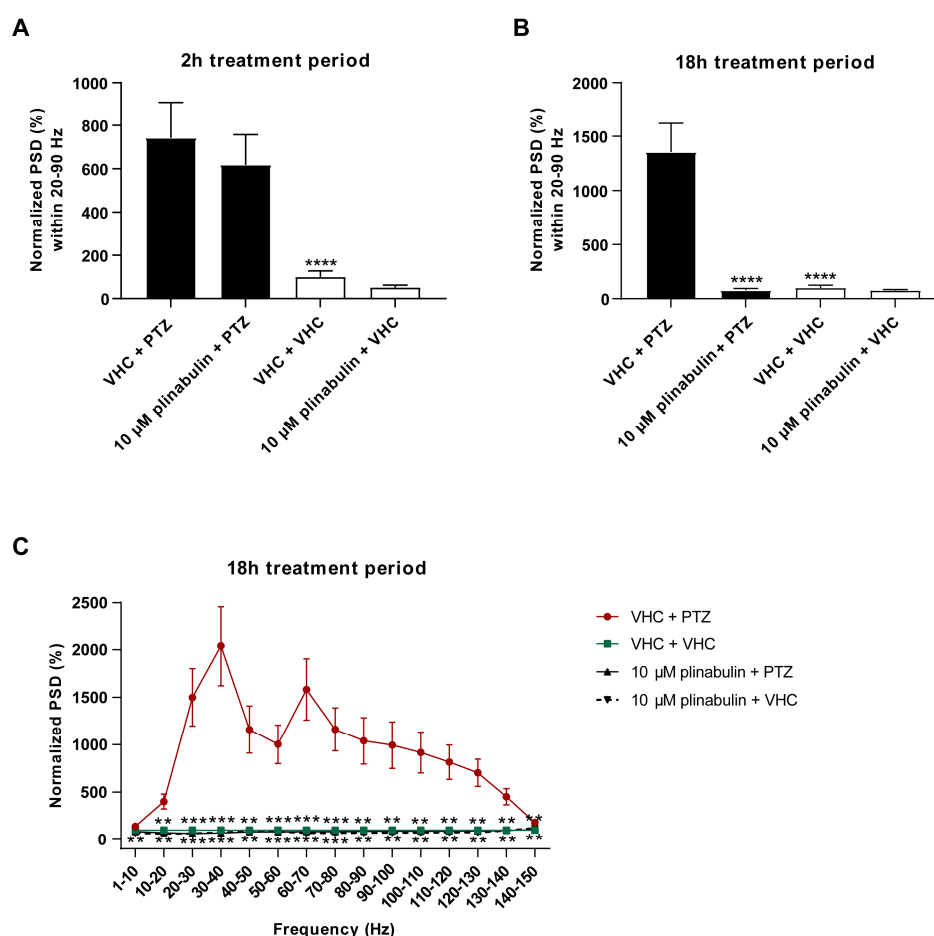 A
2h treatment period
Normalized PSD (%)
within 20-90 Hz
1000
800
600
400
200
0
****
VHC + PTZ
10 µM plinabulin + PTZ
VHC + VHC
10 µM plinabulin + VHC
B
18h treatment period
Normalized PSD (%)
within 20-90 Hz
2000
1500
1000
500
0
****
****
VHC + PTZ
10 µM plinabulin + PTZ
VHC + VHC
10 µM plinabulin + VHC
C
18h treatment period
Normalized PSD (%)
2500
2000
1500
1000
500
0
** *** *** ** *** *** *** ** ** ** ** ** ** **
** ** *** *** ** *** *** *** ** ** ** ** ** ** **
1-10
10-20
20-30
30-40
40-50
50-60
60-70
70-80
80-90
90-100
100-110
110-120
120-130
130-140
140-150
Frequency (Hz)
VHC + PTZ
VHC + VHC
10 µM plinabulin + PTZ
10 µM plinabulin + VHC